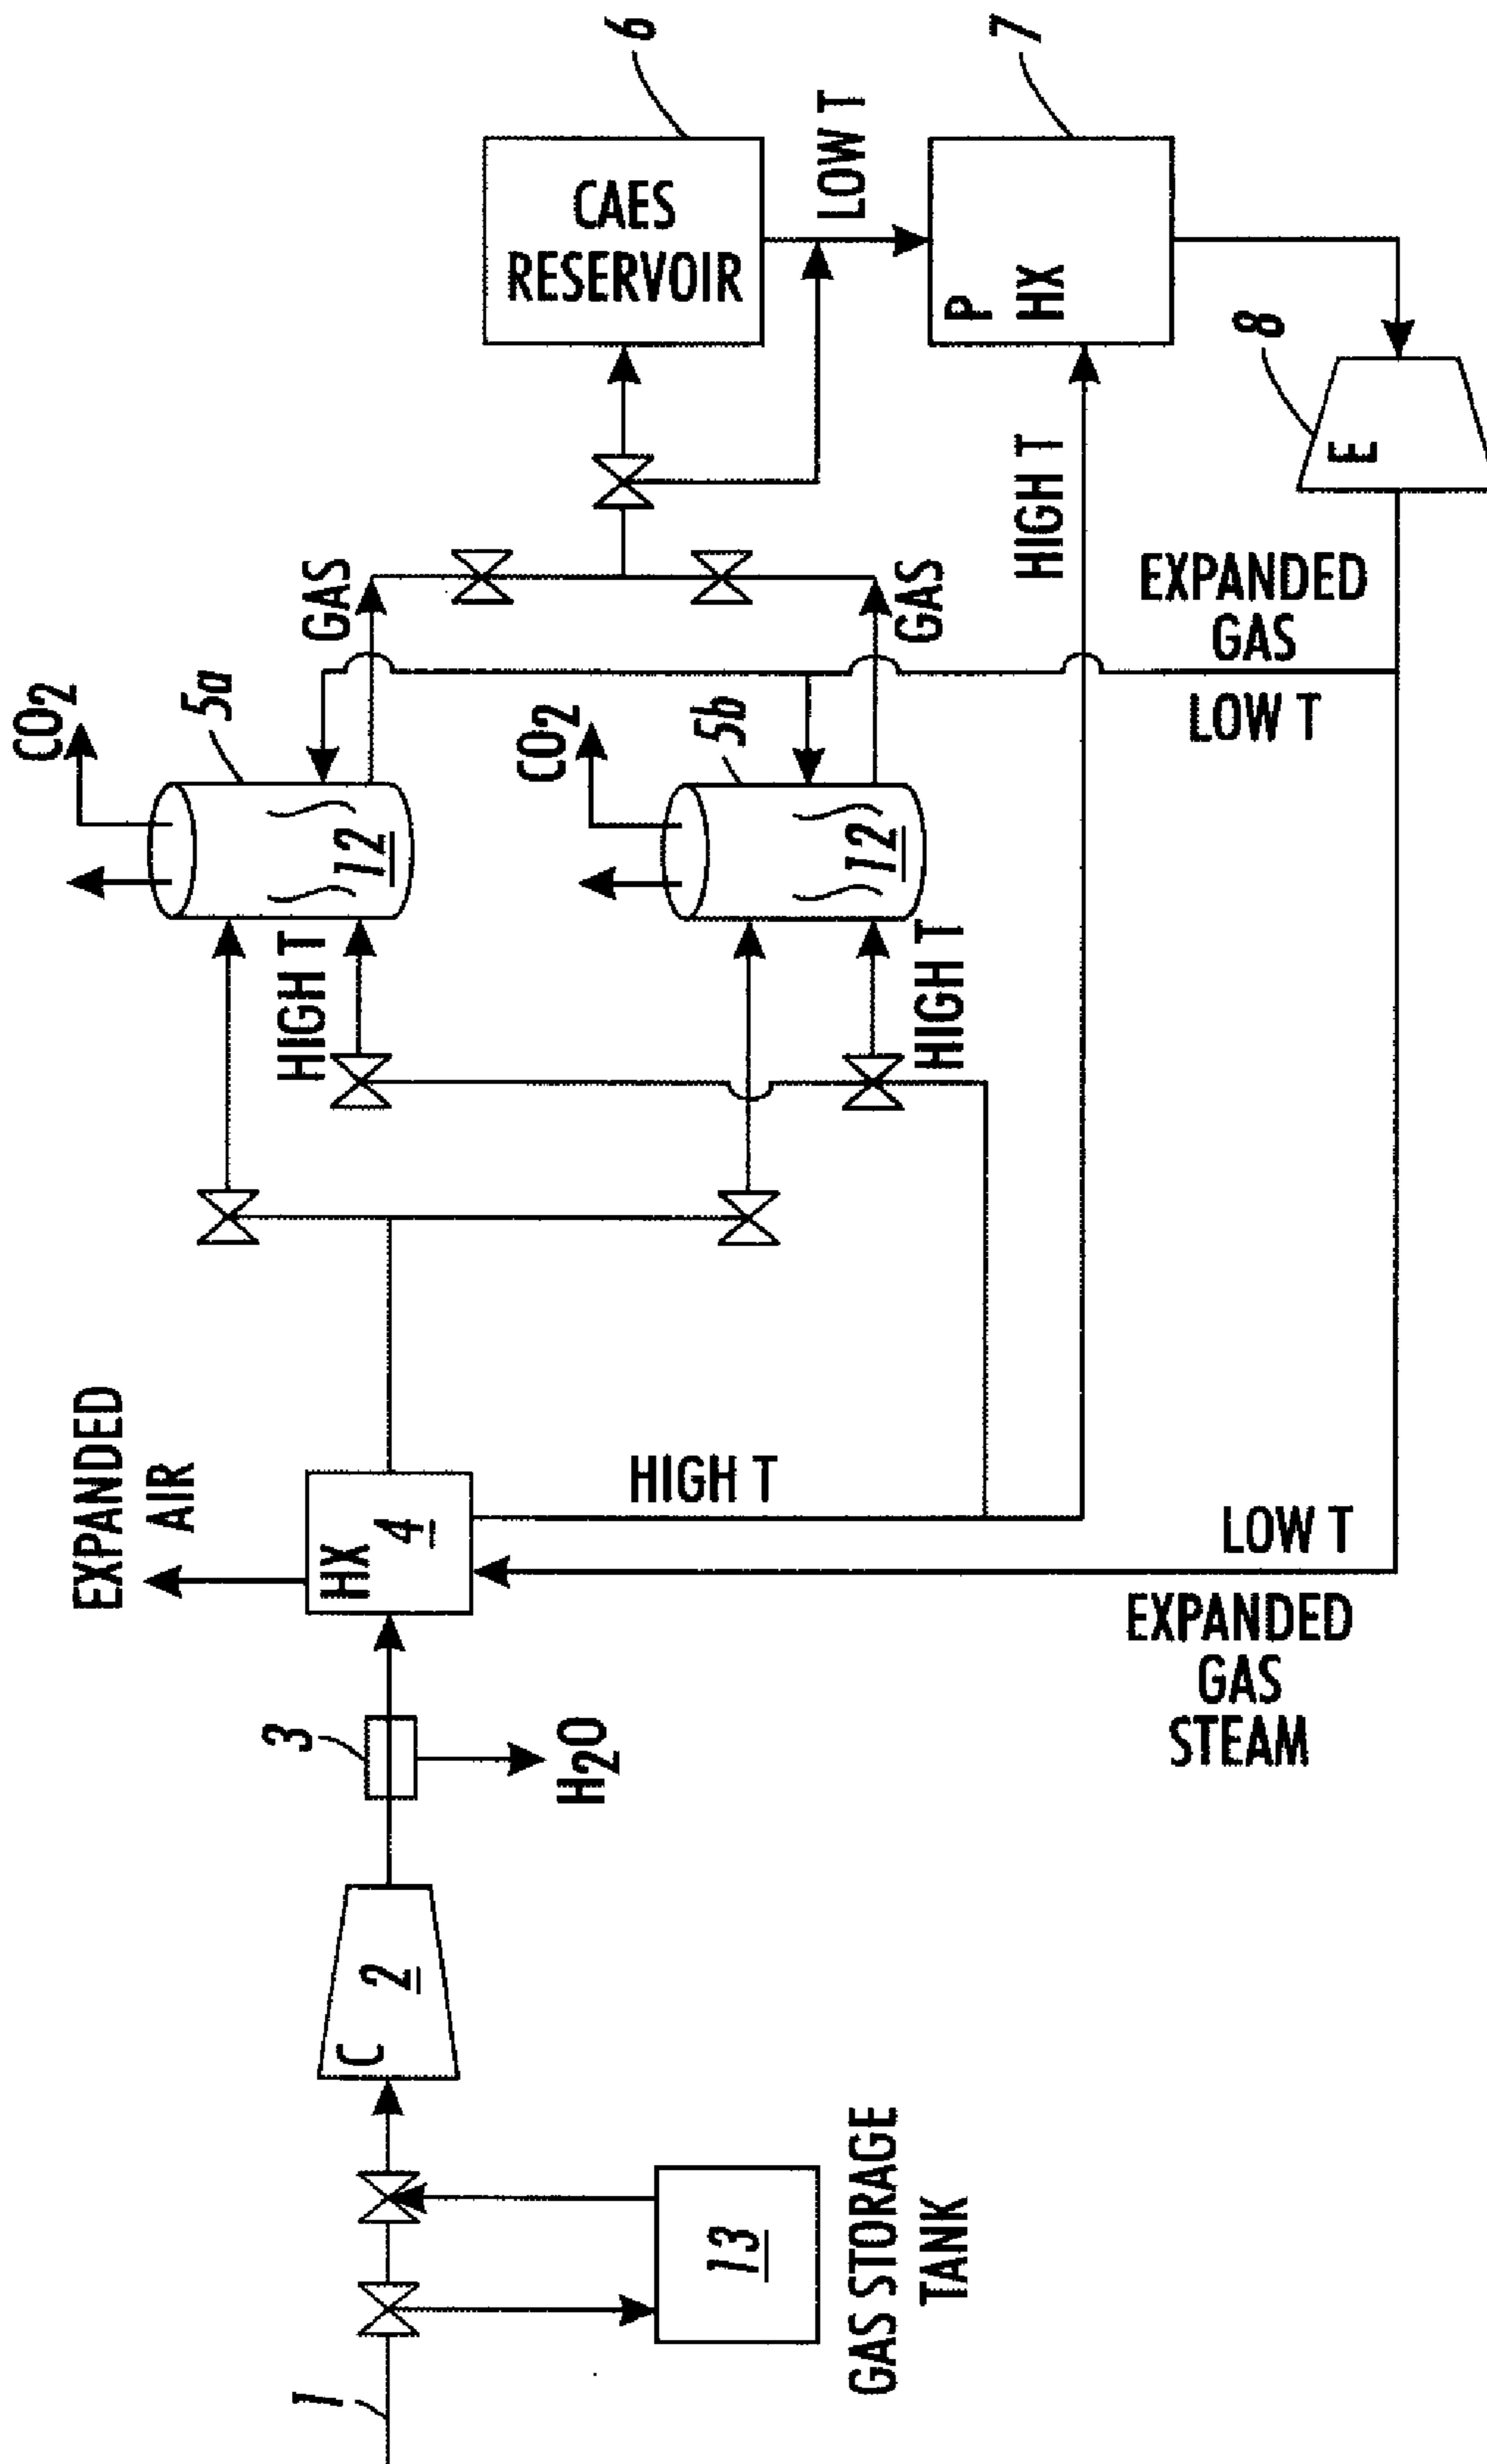 1
13
GAS STORAGE
TANK
C
2
3
H2O
EXPANDED
AIR
HX
4
HIGH T
EXPANDED
GAS
STEAM
LOW T
CO2
5a
12
HIGH T
GAS
CO2
5b
12
HIGH T
GAS
CAES
RESERVOIR
6
LOW T
P
HX
7
HIGH T
EXPANDED
GAS
LOW T
E
8